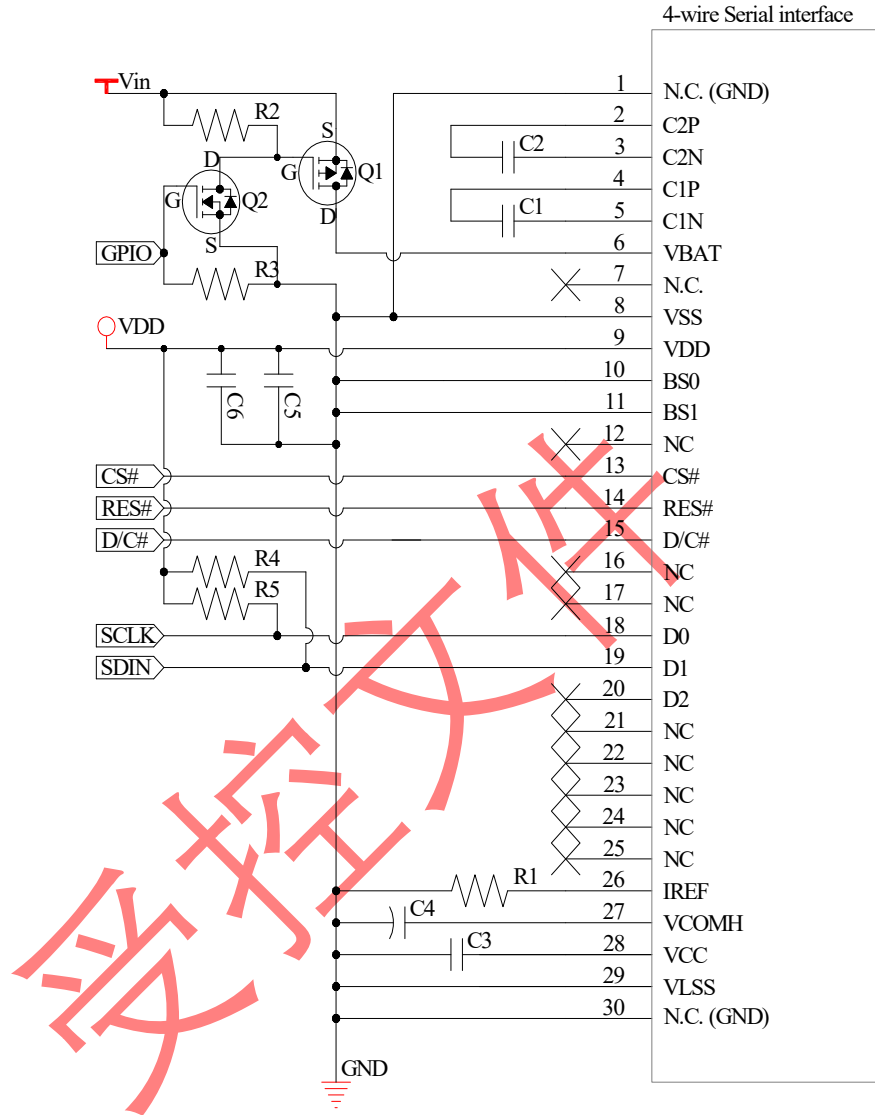 4-wire Serial interface
Vin
R2
S
G
Q1
D
D
G
Q2
S
GPIO
R3
VDD
C6
C5
CS#
RES#
D/C#
R4
R5
SCLK
SDIN
C2
C1
R1
C4
C3
GND
1 N.C. (GND)
2 C2P
3 C2N
4 C1P
5 C1N
6 VBAT
7 N.C.
8 VSS
9 VDD
10 BS0
11 BS1
12 NC
13 CS#
14 RES#
15 D/C#
16 NC
17 NC
18 D0
19 D1
20 D2
21 NC
22 NC
23 NC
24 NC
25 NC
26 IREF
27 VCOMH
28 VCC
29 VLSS
30 N.C. (GND)
受控文件